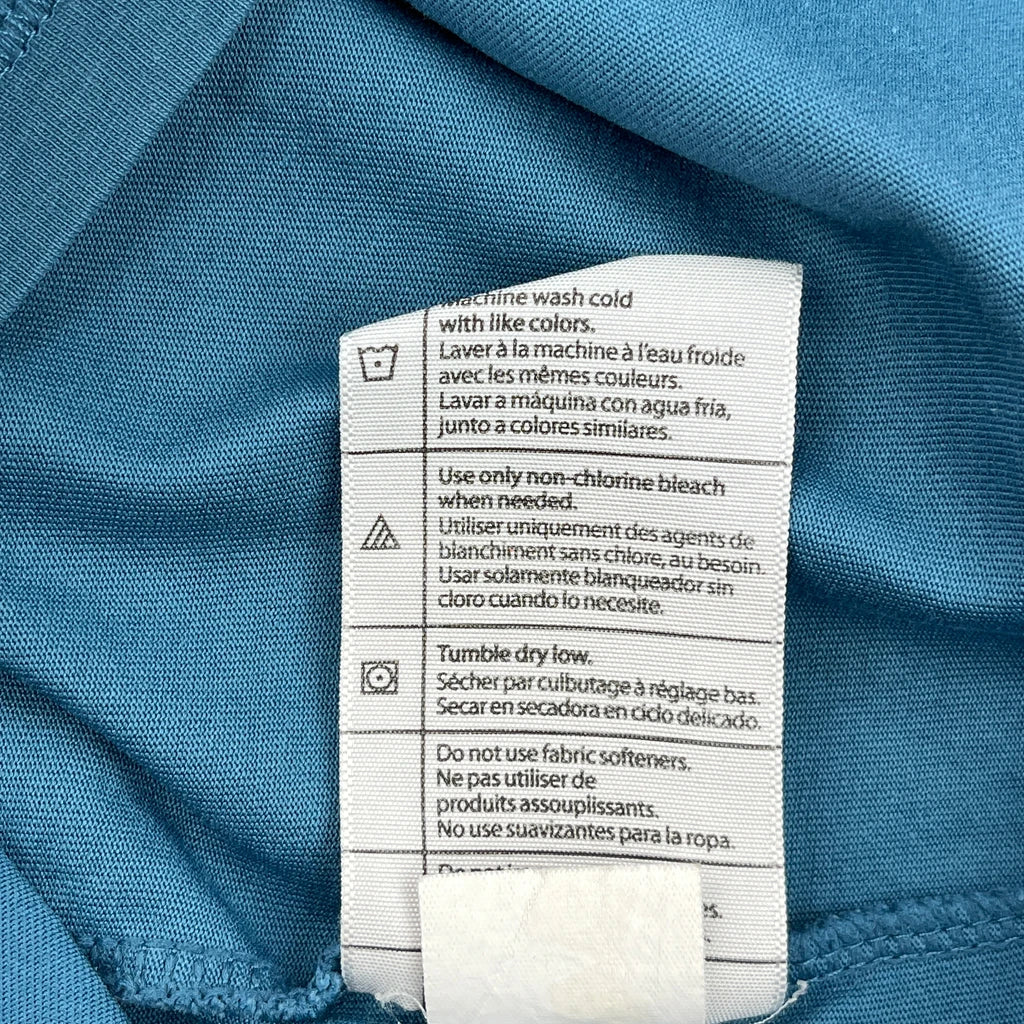 Machine wash cold
with like colors.
Laver à la machine à l'eau froide
avec les mêmes couleurs.
Lavar a máquina con agua fría,
junto a colores similares.
Use only non-chlorine bleach
when needed.
Utiliser uniquement des agents de
blanchiment sans chlore, au besoin.
Usar solamente blanqueador sin
cloro cuando lo necesite.
Tumble dry low.
Sécher par culbutage à réglage bas.
Secar en secadora en ciclo delicado.
Do not use fabric softeners.
Ne pas utiliser de
produits assouplissants.
No use suavizantes para la ropa.
Do not